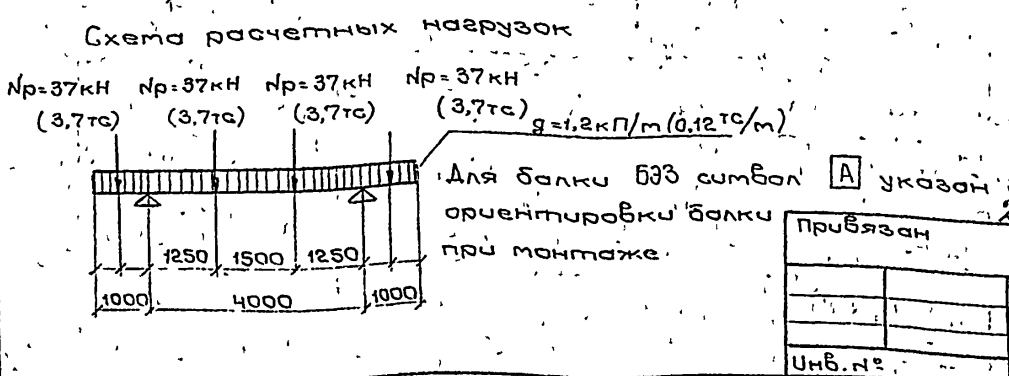 Схема расчетных нагрузок
Np=37кН Np=37кН Np=37кН Np=37кН
(3,7тс) (3,7тс) (3,7тс) (3,7тс)
g=1,2кП/m (0,12тс/m)
Для балки БЭЗ символ А указан
ориентировки балки
при монтаже.
1250 1500 1250
1000 4000 1000
Привязан
Инв.№